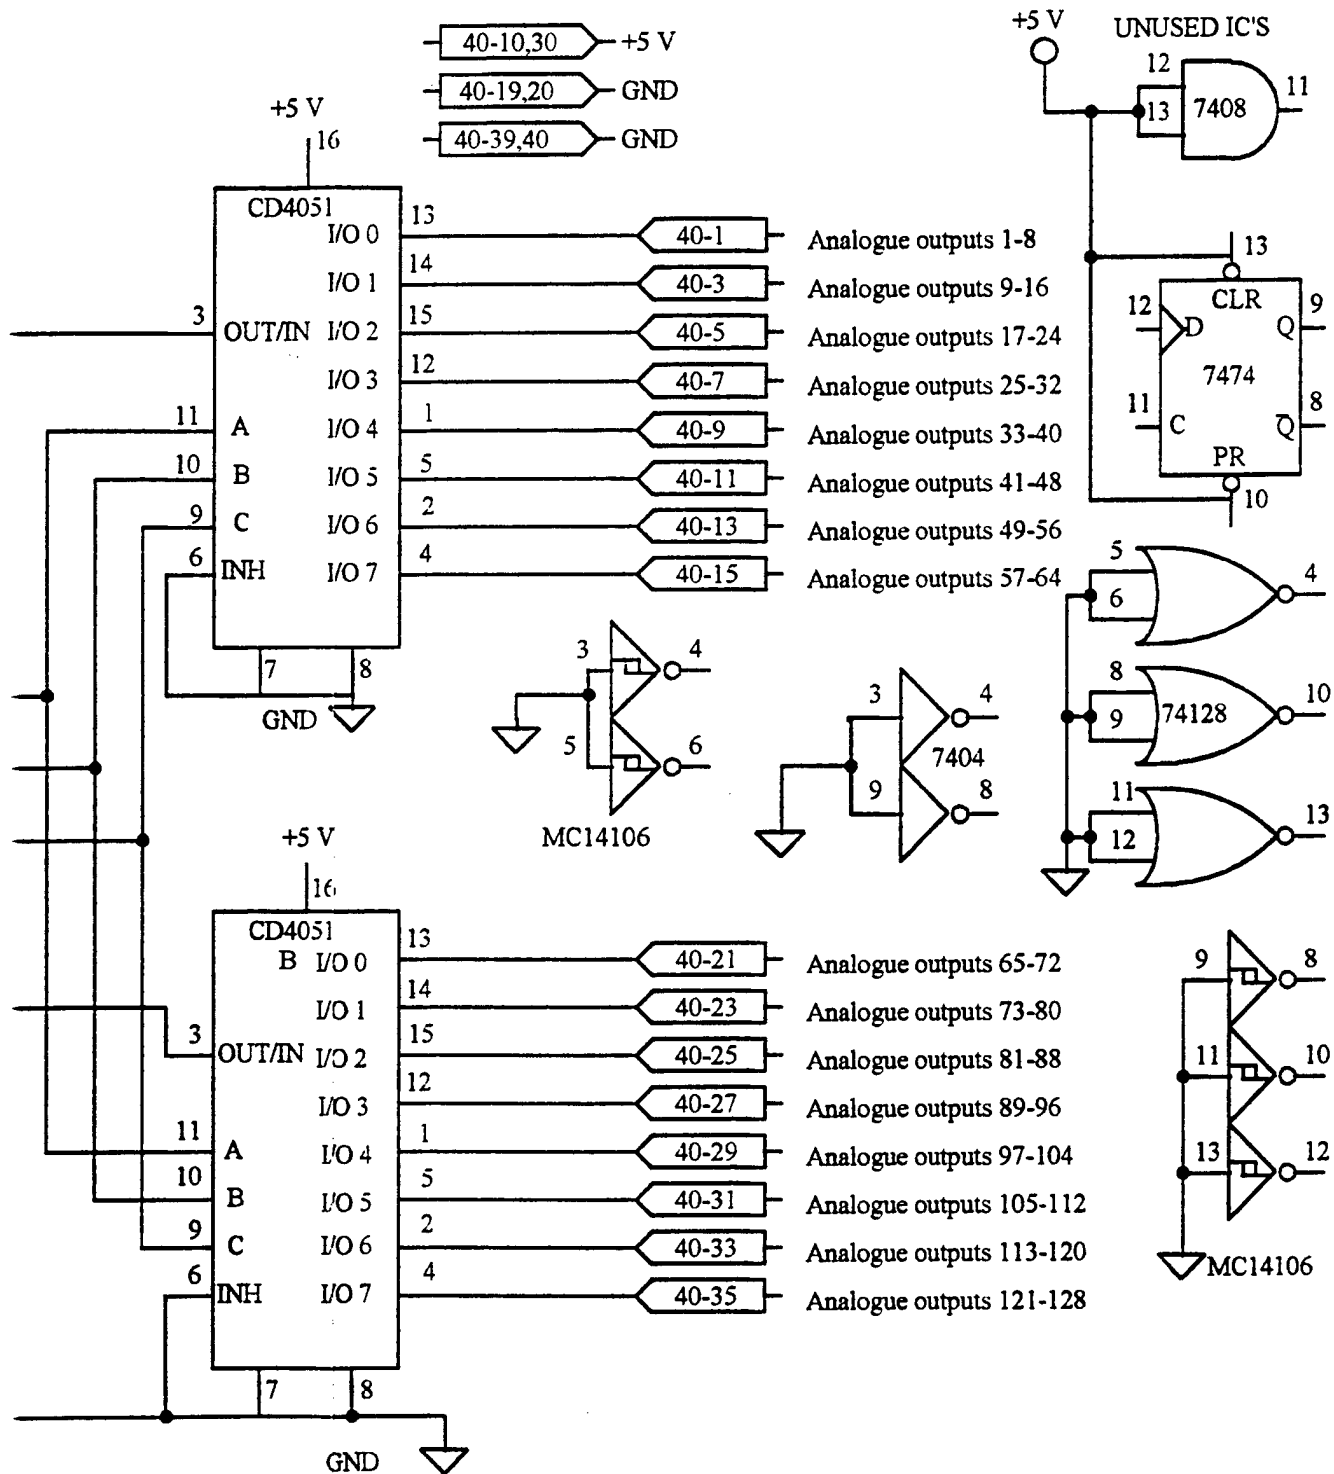 +5 V
UNUSED IC'S
40-10,30
+5 V
12
13
7408
11
40-19,20
GND
40-39,40
GND
+5 V
16
CD4051
I/O 0
13
40-1
Analogue outputs 1-8
I/O 1
14
40-3
Analogue outputs 9-16
3
OUT/IN
I/O 2
15
40-5
Analogue outputs 17-24
I/O 3
12
40-7
Analogue outputs 25-32
11
A
I/O 4
1
40-9
Analogue outputs 33-40
10
B
I/O 5
5
40-11
Analogue outputs 41-48
9
C
I/O 6
2
40-13
Analogue outputs 49-56
6
INH
I/O 7
4
40-15
Analogue outputs 57-64
7
8
GND
13
CLR
12
D
Q
9
7474
11
C
Q̅
8
PR
10
5
6
4
8
9
74128
10
11
12
13
3
4
5
6
MC14106
3
4
7404
9
8
+5 V
16
CD4051
B
I/O 0
13
40-21
Analogue outputs 65-72
I/O 1
14
40-23
Analogue outputs 73-80
3
OUT/IN
I/O 2
15
40-25
Analogue outputs 81-88
I/O 3
12
40-27
Analogue outputs 89-96
11
A
I/O 4
1
40-29
Analogue outputs 97-104
10
B
I/O 5
5
40-31
Analogue outputs 105-112
9
C
I/O 6
2
40-33
Analogue outputs 113-120
6
INH
I/O 7
4
40-35
Analogue outputs 121-128
7
8
GND
9
8
11
10
13
12
MC14106